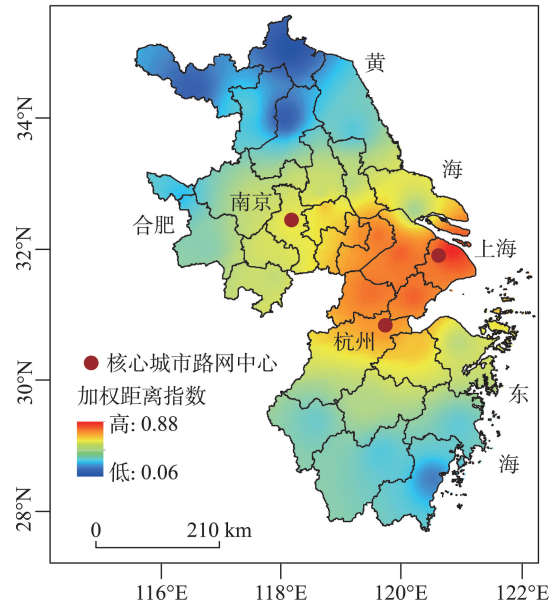 黄
海
34°N
南京
合肥
32°N
上海
杭州
核心城市路网中心
30°N
加权距离指数
东
高: 0.88
海
低: 0.06
28°N
0 210 km
116°E 118°E 120°E 122°E